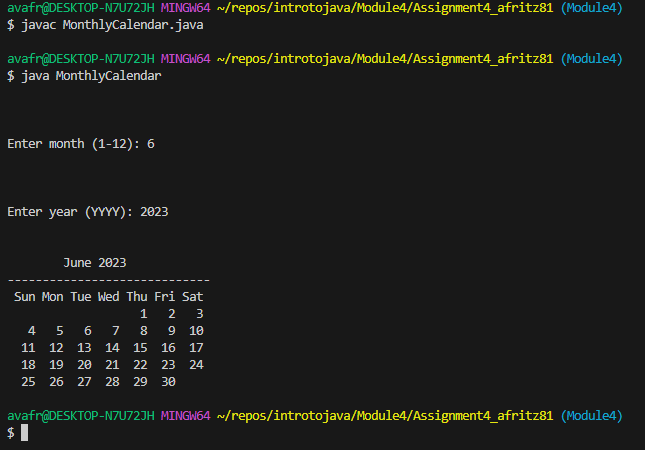 avafr@DESKTOP-N7U72JH MINGW64 ~/repos/introtojava/Module4/Assignment4_afritz81 (Module4)
$ javac MonthlyCalendar.java
avafr@DESKTOP-N7U72JH MINGW64 ~/repos/introtojava/Module4/Assignment4_afritz81 (Module4)
$ java MonthlyCalendar
Enter month (1-12): 6
Enter year (YYYY): 2023
        June 2023
-----------------------------
 Sun Mon Tue Wed Thu Fri Sat
                   1   2   3
   4   5   6   7   8   9  10
  11  12  13  14  15  16  17
  18  19  20  21  22  23  24
  25  26  27  28  29  30
avafr@DESKTOP-N7U72JH MINGW64 ~/repos/introtojava/Module4/Assignment4_afritz81 (Module4)
$